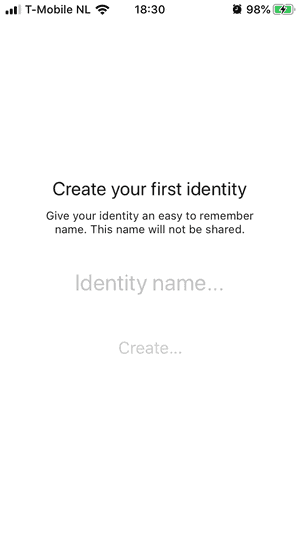 T-Mobile NL 18:30 98%
Create your first identity
Give your identity an easy to remember
name. This name will not be shared.
Identity name...
Create...